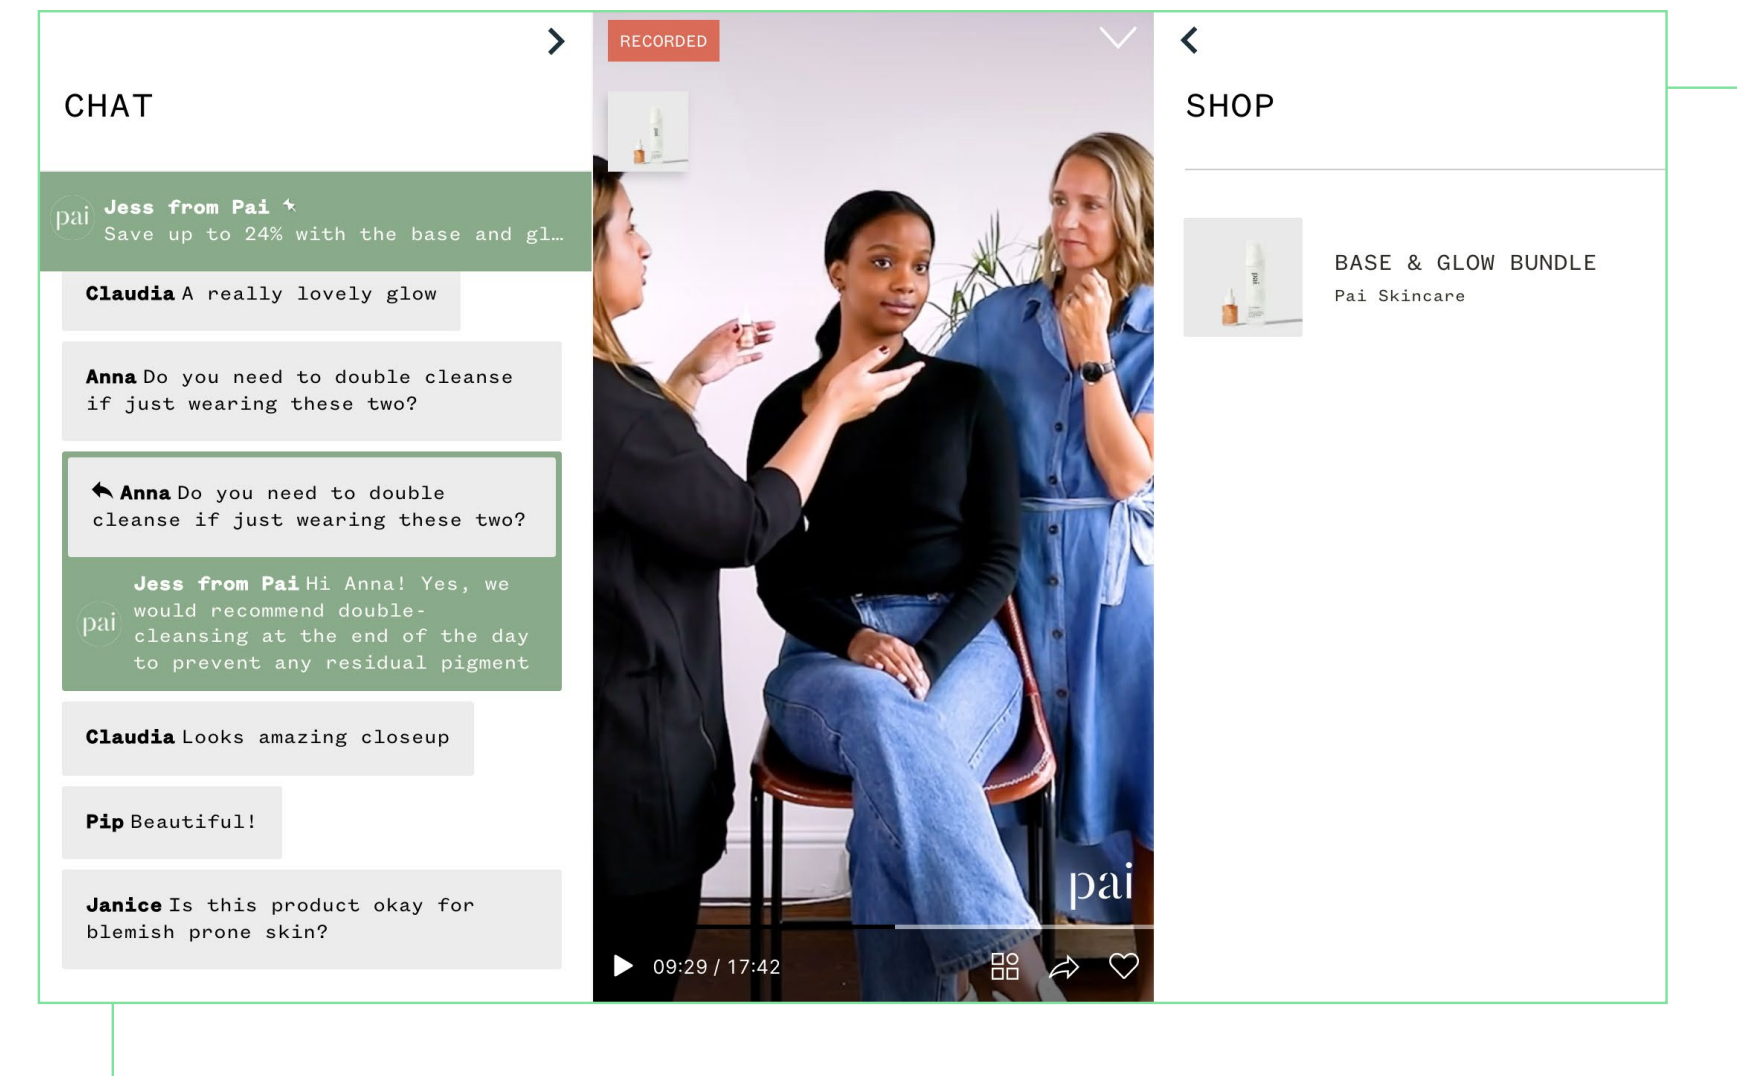 CHAT
pai
Jess from Pai
Save up to 24% with the base and gl…
Claudia A really lovely glow
Anna Do you need to double cleanse
if just wearing these two?
Anna Do you need to double
cleanse if just wearing these two?
pai
Jess from Pai Hi Anna! Yes, we
would recommend double-
cleansing at the end of the day
to prevent any residual pigment
Claudia Looks amazing closeup
Pip Beautiful!
Janice Is this product okay for
blemish prone skin?
RECORDED
pai
09:29 / 17:42
SHOP
pai
BASE & GLOW BUNDLE
Pai Skincare